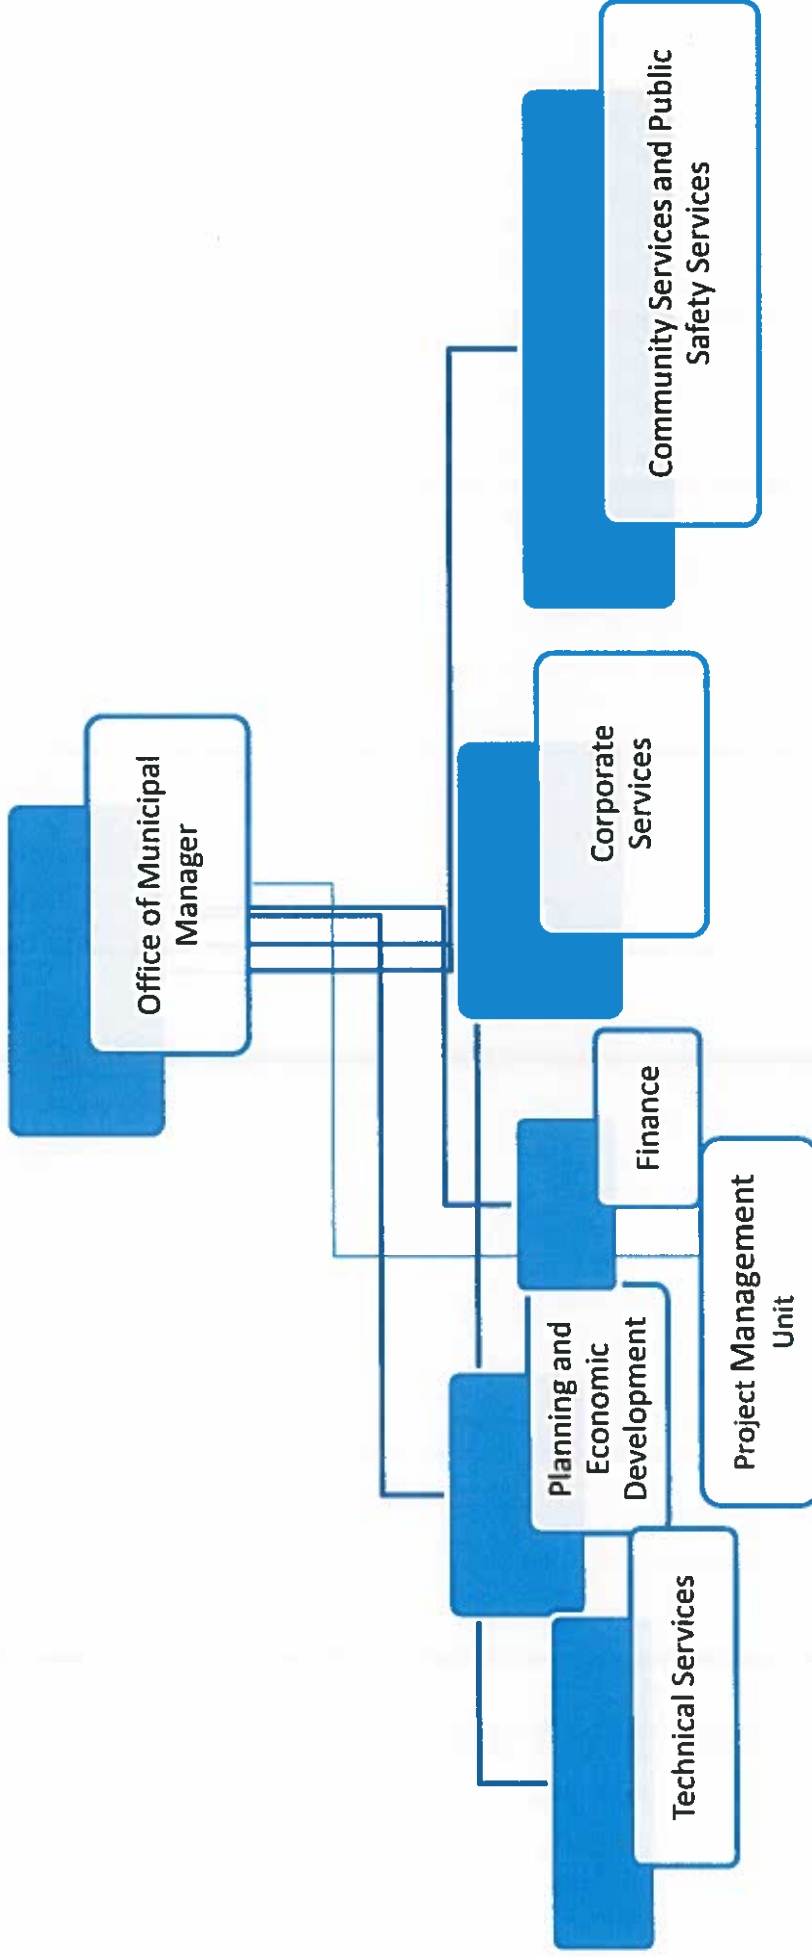 Office of Municipal
Manager
Technical Services
Planning and
Economic
Development
Project Management
Unit
Finance
Corporate
Services
Community Services and Public
Safety Services